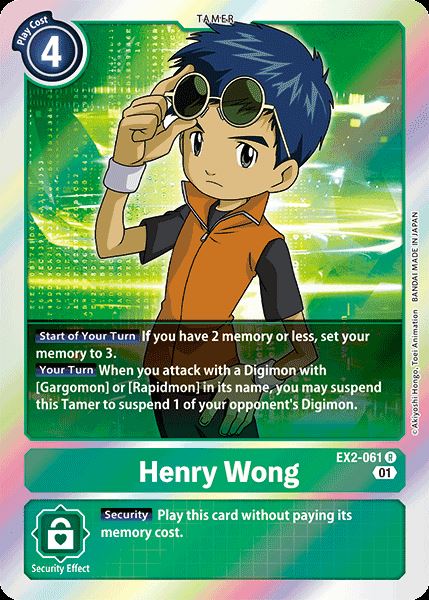 TAMER
Play Cost
4
Start of Your Turn If you have 2 memory or less, set your
memory to 3.
Your Turn When you attack with a Digimon with
[Gargomon] or [Rapidmon] in its name, you may suspend
this Tamer to suspend 1 of your opponent's Digimon.
©Akiyoshi Hongo, Toei Animation BANDAI MADE IN JAPAN
EX2-061 R
Henry Wong
01
Security Play this card without paying its
memory cost.
Security Effect